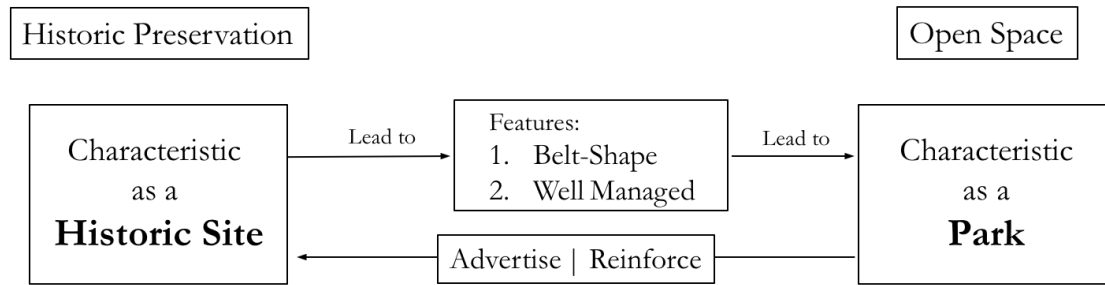 Historic Preservation
Open Space
Characteristic
as a
Historic Site
Lead to
Features:
1. Belt-Shape
2. Well Managed
Lead to
Characteristic
as a
Park
Advertise | Reinforce